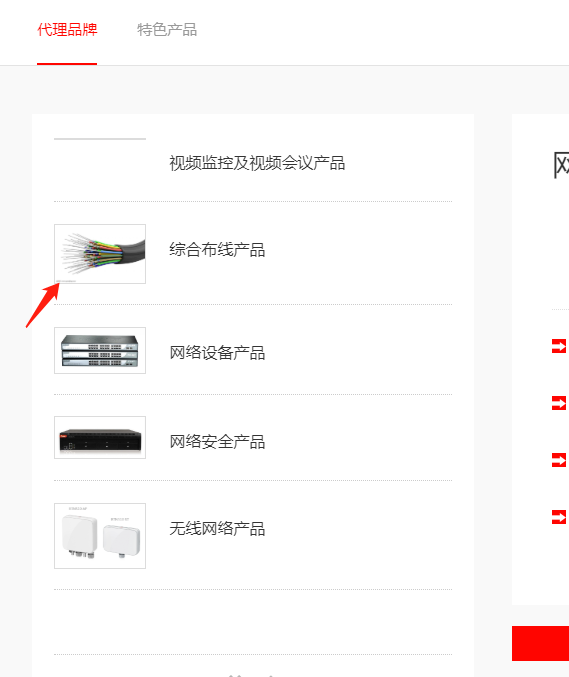 代理品牌 特色产品
视频监控及视频会议产品
综合布线产品
网络设备产品
网络安全产品
无线网络产品